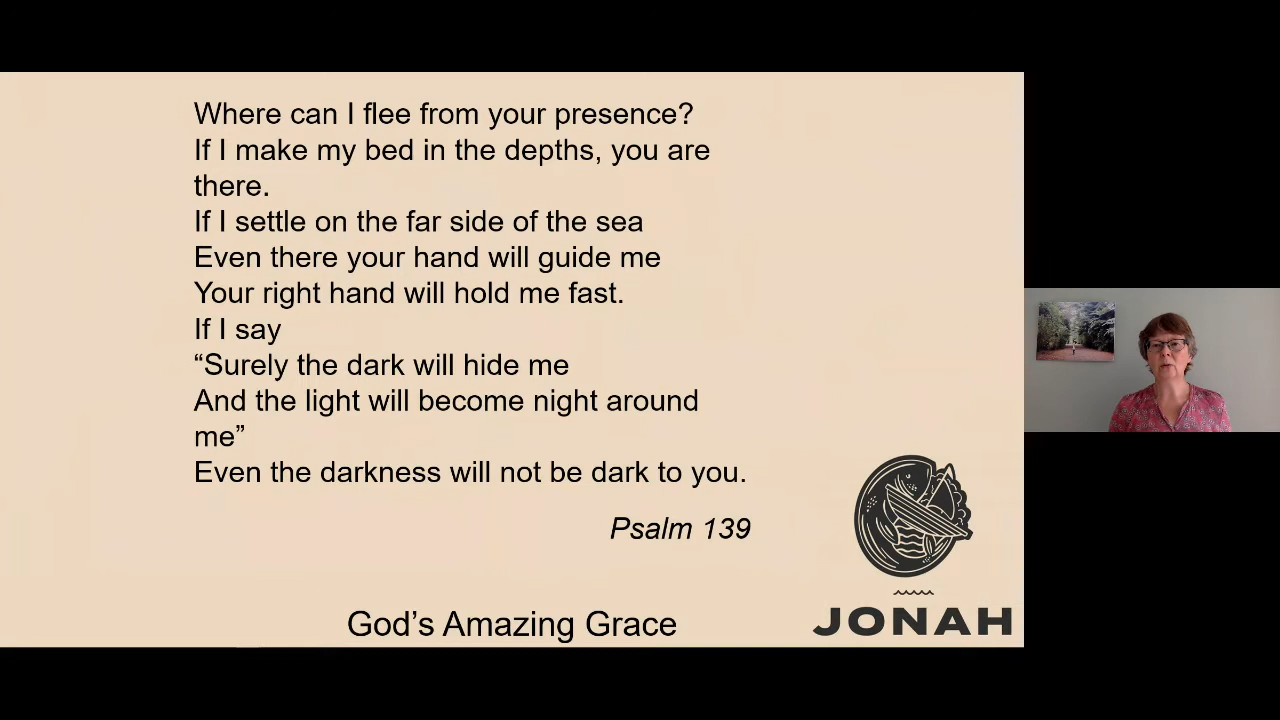 Where can I flee from your presence?
If I make my bed in the depths, you are
there.
If I settle on the far side of the sea
Even there your hand will guide me
Your right hand will hold me fast.
If I say
“Surely the dark will hide me
And the light will become night around
me”
Even the darkness will not be dark to you.
Psalm 139
God’s Amazing Grace
JONAH